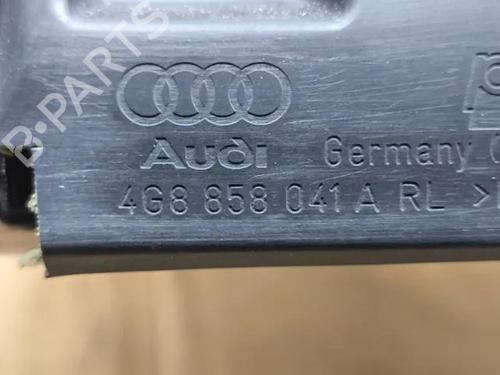 B-PARTS
Audi Germany
4G8 858 041 A RL >